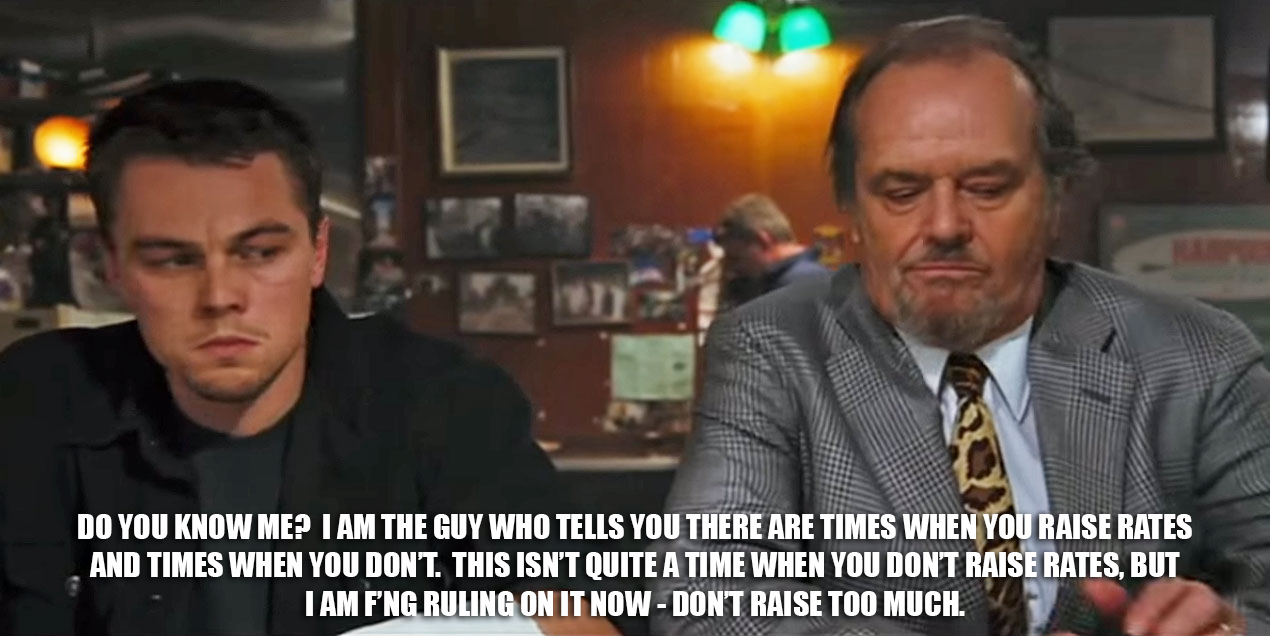 DO YOU KNOW ME?  I AM THE GUY WHO TELLS YOU THERE ARE TIMES WHEN YOU RAISE RATES
AND TIMES WHEN YOU DON'T.  THIS ISN'T QUITE A TIME WHEN YOU DON'T RAISE RATES, BUT
I AM F'NG RULING ON IT NOW - DON'T RAISE TOO MUCH.